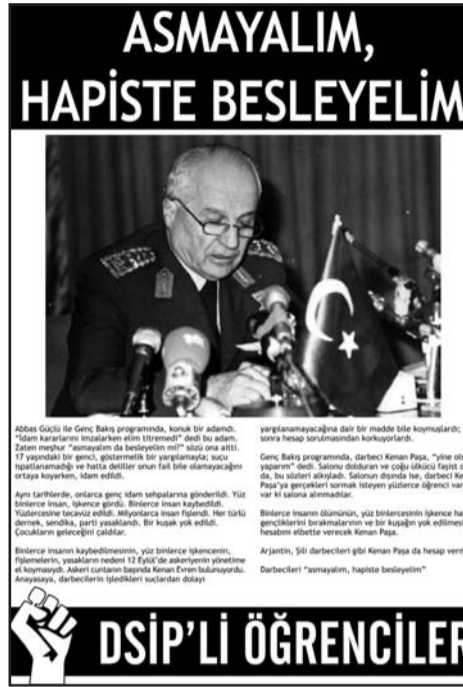 ASMAYALIM,
HAPİSTE BESLEYELİM
Abbas Güçlü ile Genç Bakış programında, konuk bir adamdı.
"İdam kararlarını imzalarken elim titremedi" dedi bu adam.
Zaten meşhur "asmayalım da besleyelim mi?" sözü ona aitti.
17 yaşındaki bir genci, göstermelik bir yargılamayla; suçu
ispatlanamadığı ve hatta deliller onun fail bile olamayacağını
ortaya koyarken, idam edildi.
Aynı tarihlerde, onlarca genç idam sehpalarına gönderildi. Yüz
binlerce insan, işkence gördü. Binlerce insan kaybedildi.
Yüzlercesine tecavüz edildi. Milyonlarca insan fişlendi. Her türlü
dernek, sendika, parti yasaklandı. Bir kuşak yok edildi.
Çocukların geleceğini çaldılar.
Binlerce insanın kaybedilmesinin, yüz binlerce işkencenin,
fişlemelerin, yasakların nedeni 12 Eylül'de askeriyenin yönetime
el koymasıydı. Askeri cuntanın başında Kenan Evren bulunuyordu.
Anayasaya, darbecilerin işledikleri suçlardan dolayı
yargılanamayacağına dair bir madde bile koymuşlardı;
sonra hesap sorulmasından korkuyorlardı.
Genç Bakış programında, darbeci Kenan Paşa, "yine ols
yaparım" dedi. Salonu dolduran ve çoğu ülkücü faşist o
da, bu sözleri alkışladı. Salonun dışında ise, darbeci Ke
Paşa'ya gerçekleri sormak isteyen yüzlerce öğrenci var
var ki salona alınmadılar.
Binlerce insanın ölümünün, yüz binlercesinin işkence ha
gençliklerini bırakmalarının ve bir kuşağın yok edilmesi
hesabını elbette verecek Kenan Paşa.
Arjantin, Şili darbecileri gibi Kenan Paşa da hesap verm
Darbecileri "asmayalım, hapiste besleyelim"
DSİP'Lİ ÖĞRENCİLER